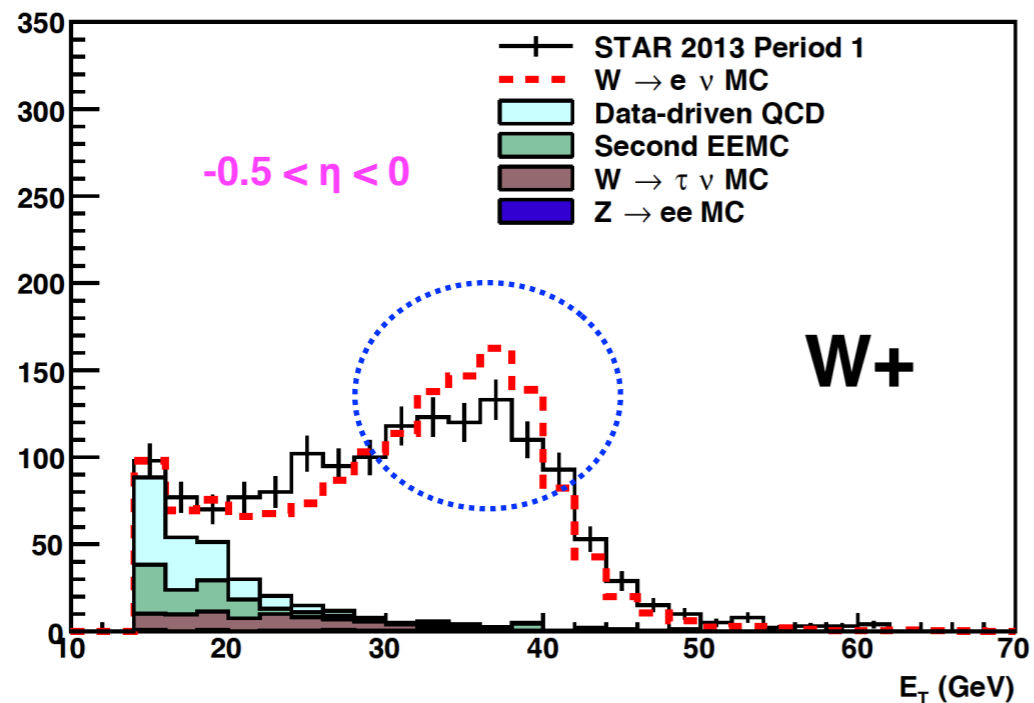 350
300
250
200
150
100
50
0
STAR 2013 Period 1
W → e ν MC
Data-driven QCD
Second EEMC
W → τ ν MC
Z → ee MC
-0.5 < η < 0
W+
10 20 30 40 50 60 70
E_T (GeV)